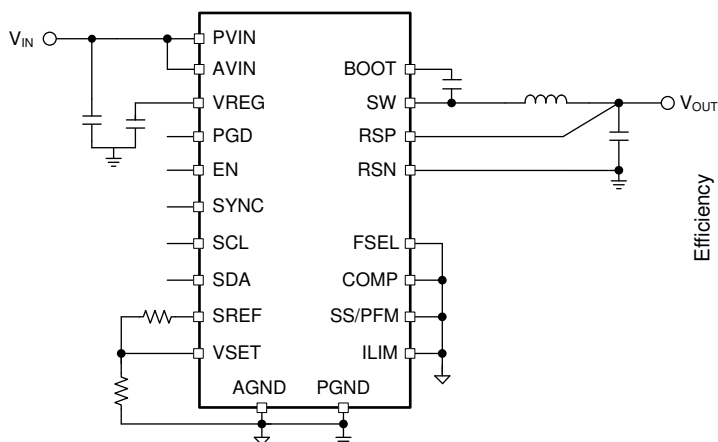 VIN
PVIN
AVIN
VREG
PGD
EN
SYNC
SCL
SDA
SREF
VSET
AGND
PGND
BOOT
SW
RSP
RSN
FSEL
COMP
SS/PFM
ILIM
VOUT
Efficiency